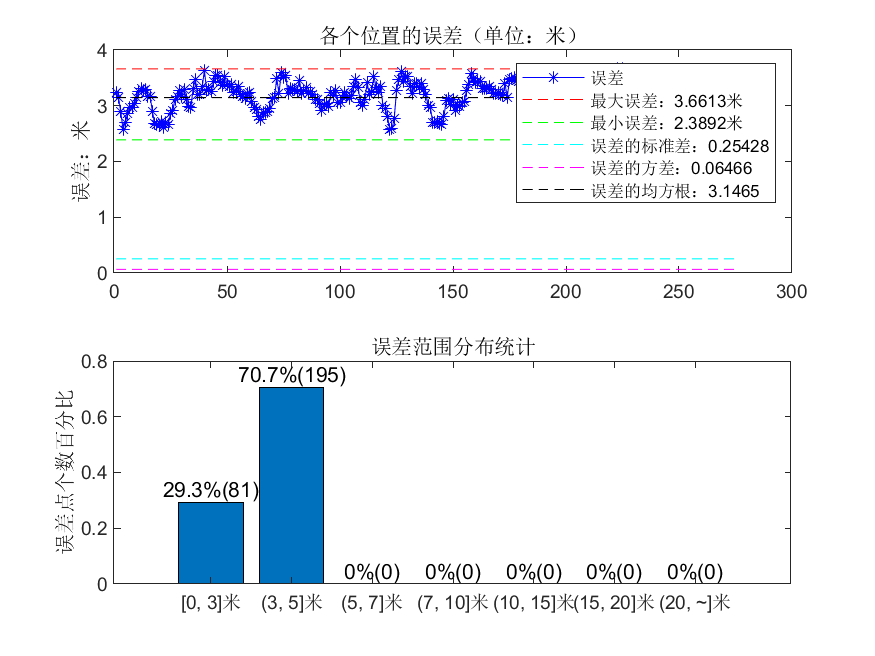 各个位置的误差（单位：米）
误差：米
4
3
2
1
0
0 50 100 150 200 250 300
误差
最大误差：3.6613米
最小误差：2.3892米
误差的标准差：0.25428
误差的方差：0.06466
误差的均方根：3.1465
误差范围分布统计
误差点个数百分比
0.8
0.6
0.4
0.2
0
29.3%(81)
70.7%(195)
0%(0) 0%(0) 0%(0) 0%(0) 0%(0)
[0, 3]米 (3, 5]米 (5, 7]米 (7, 10]米 (10, 15]米 (15, 20]米 (20, ~]米